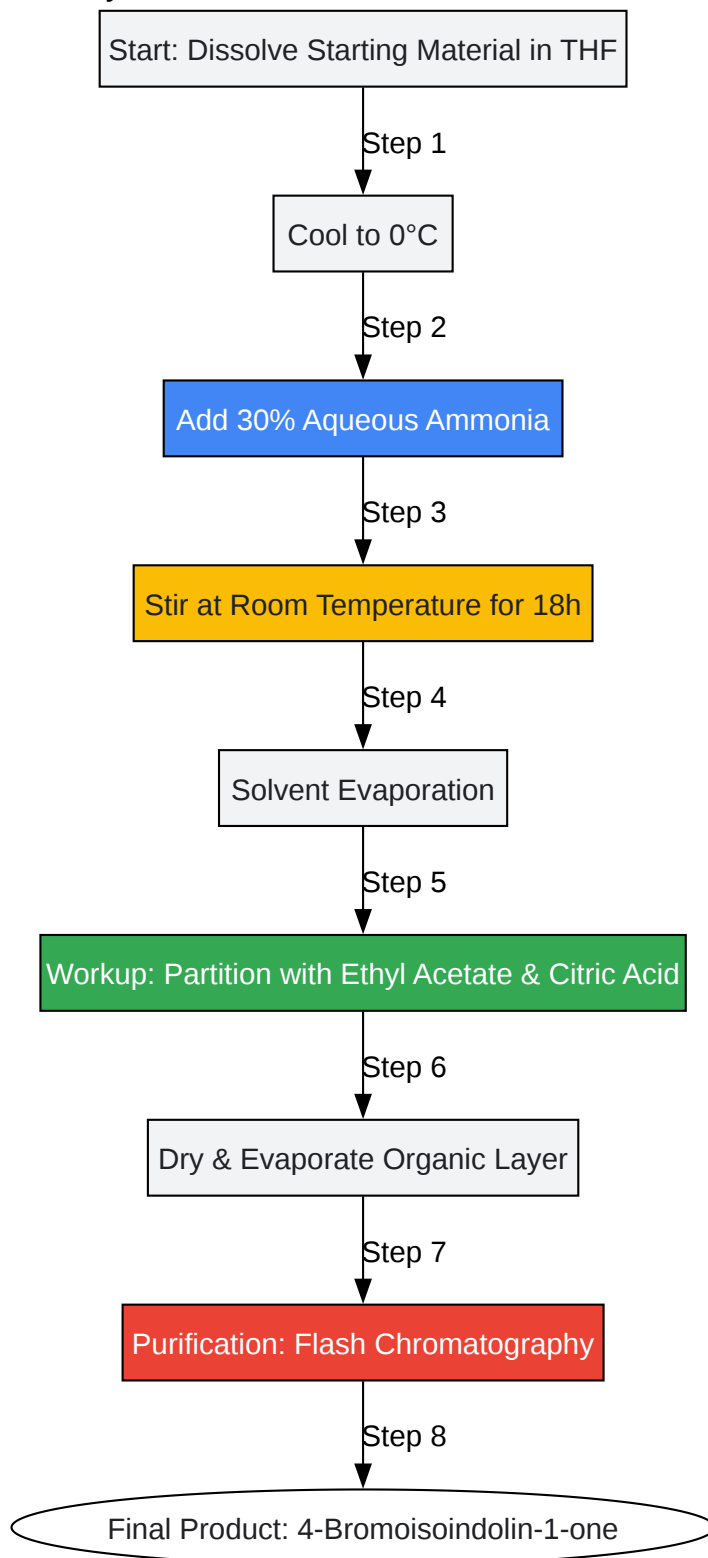 Start: Dissolve Starting Material in THF
Step 1
Cool to 0°C
Step 2
Add 30% Aqueous Ammonia
Step 3
Stir at Room Temperature for 18h
Step 4
Solvent Evaporation
Step 5
Workup: Partition with Ethyl Acetate & Citric Acid
Step 6
Dry & Evaporate Organic Layer
Step 7
Purification: Flash Chromatography
Step 8
Final Product: 4-Bromoisoindolin-1-one